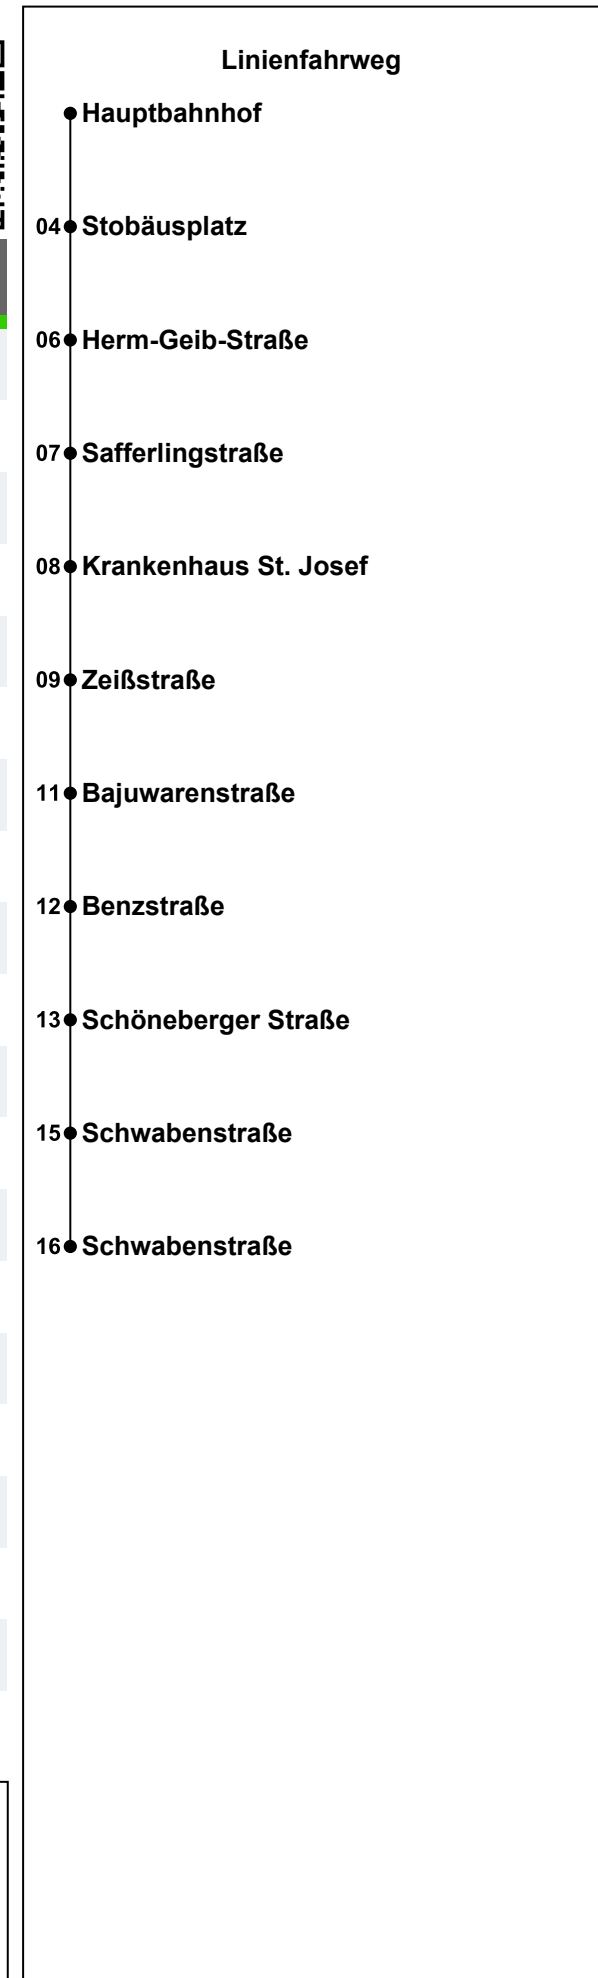 Linienfahrweg
Hauptbahnhof
04 Stobäusplatz
06 Herm-Geib-Straße
07 Safferlingstraße
08 Krankenhaus St. Josef
09 Zeißstraße
11 Bajuwarenstraße
12 Benzstraße
13 Schöneberger Straße
15 Schwabenstraße
16 Schwabenstraße